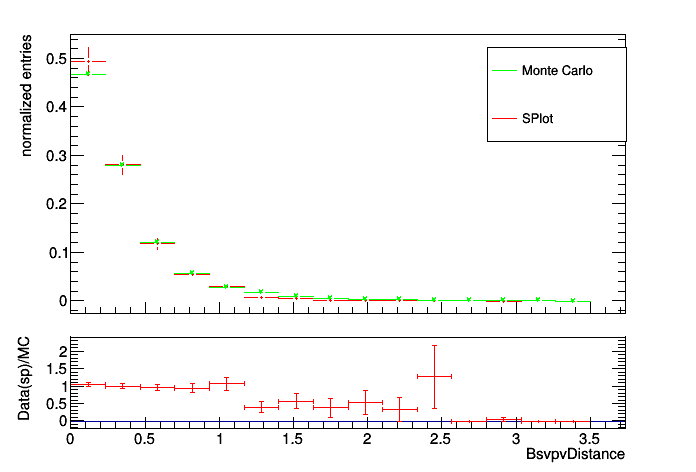 normalized entries
0.5
0.4
0.3
0.2
0.1
0
Monte Carlo
SPlot
Data(sp)/MC
2
1.5
1
0.5
0
0 0.5 1 1.5 2 2.5 3 3.5
BsvpvDistance